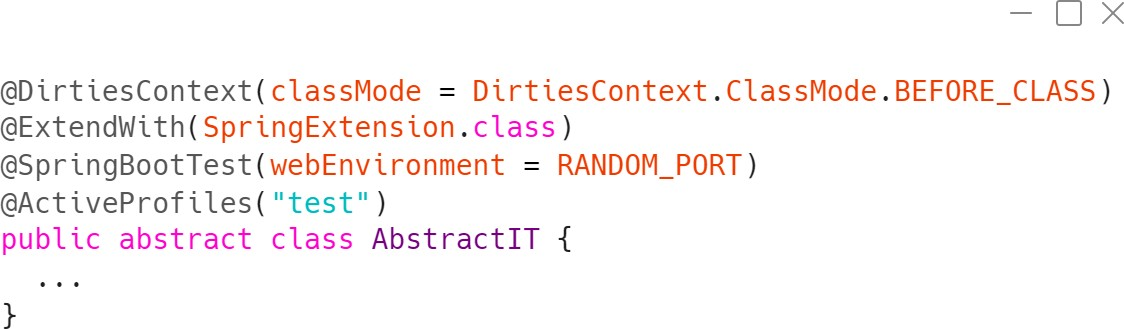 @DirtiesContext(classMode = DirtiesContext.ClassMode.BEFORE_CLASS)
@ExtendWith(SpringExtension.class)
@SpringBootTest(webEnvironment = RANDOM_PORT)
@ActiveProfiles("test")
public abstract class AbstractIT {
  ...
}